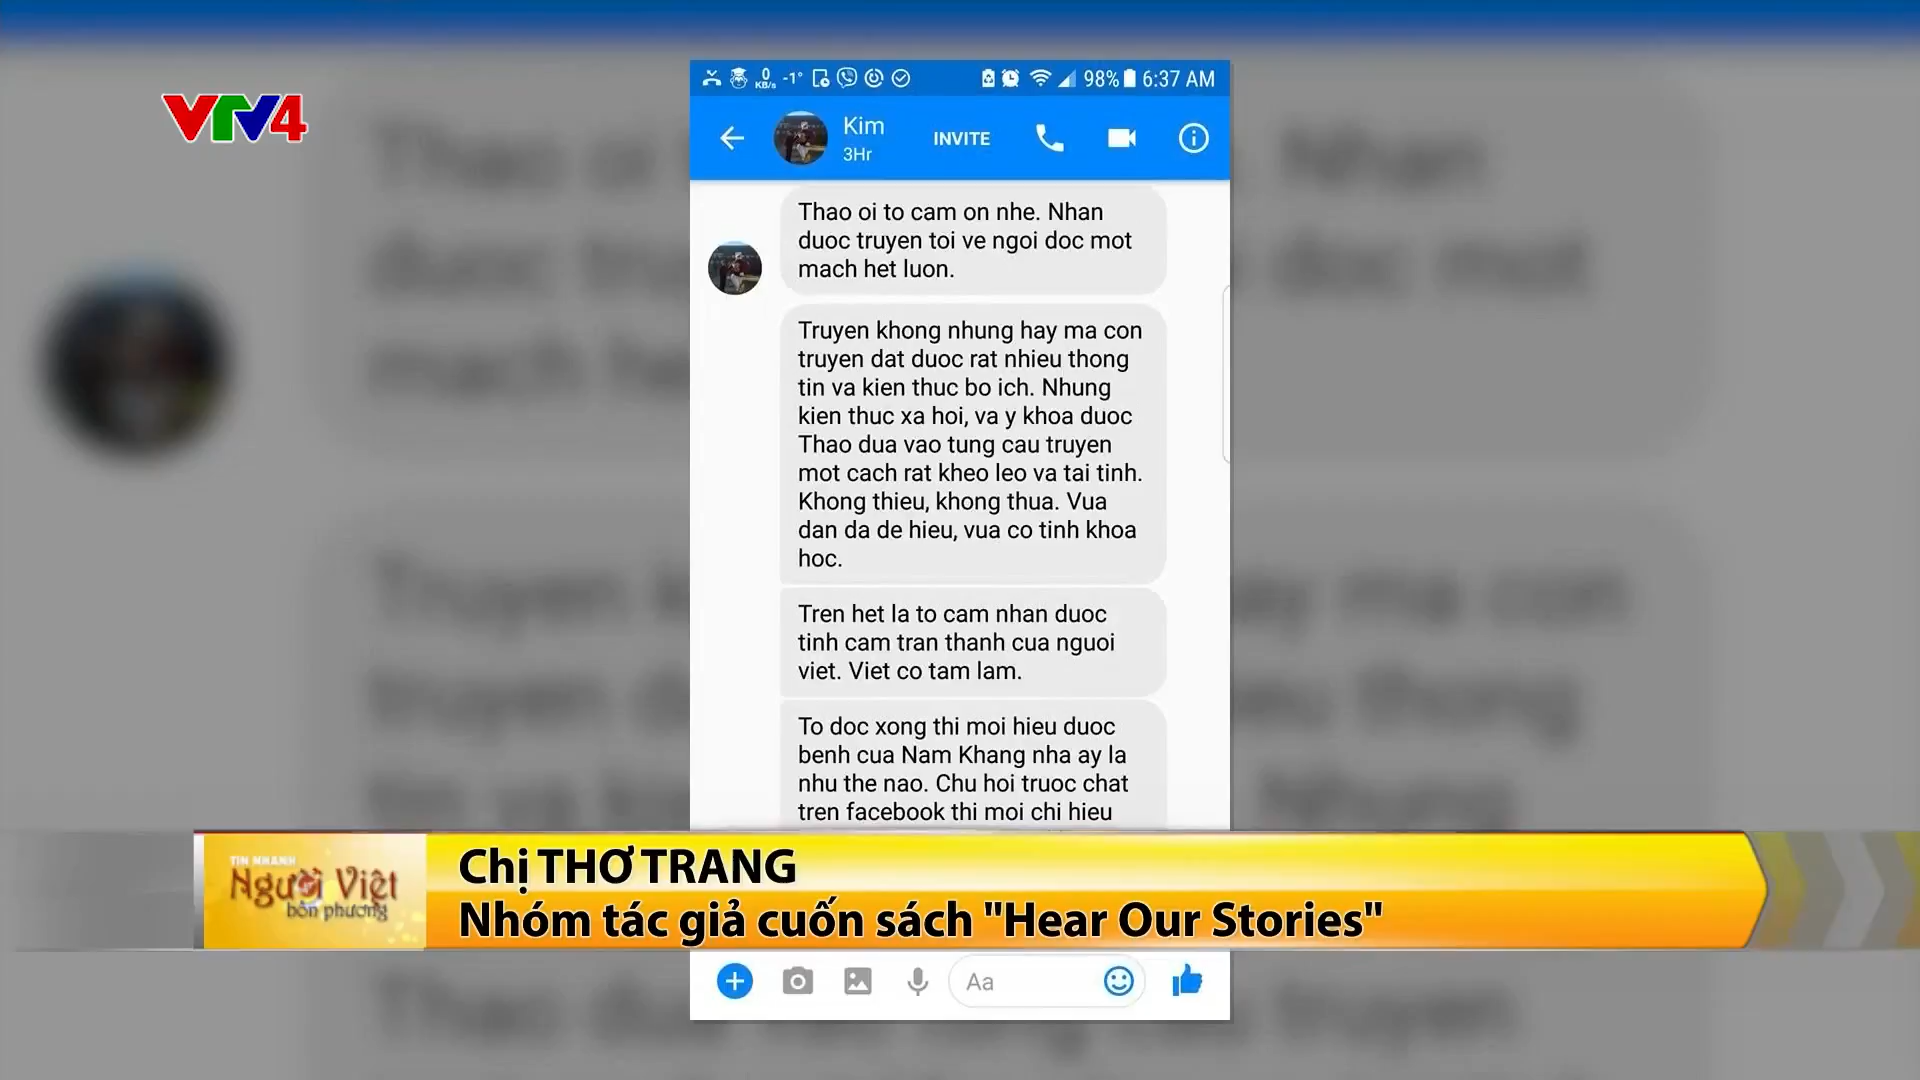 VTV4
0 KB/s -1° 98% 6:37 AM
Kim
3Hr
INVITE
Thao oi to cam on nhe. Nhan
duoc truyen toi ve ngoi doc mot
mach het luon.
Truyen khong nhung hay ma con
truyen dat duoc rat nhieu thong
tin va kien thuc bo ich. Nhung
kien thuc xa hoi, va y khoa duoc
Thao dua vao tung cau truyen
mot cach rat kheo leo va tai tinh.
Khong thieu, khong thua. Vua
dan da de hieu, vua co tinh khoa
hoc.
Tren het la to cam nhan duoc
tinh cam tran thanh cua nguoi
viet. Viet co tam lam.
To doc xong thi moi hieu duoc
benh cua Nam Khang nha ay la
nhu the nao. Chu hoi truoc chat
tren facebook thi moi chi hieu
TIN NHANH
Người Việt
bốn phương
Chị THƠ TRANG
Nhóm tác giả cuốn sách "Hear Our Stories"
Aa